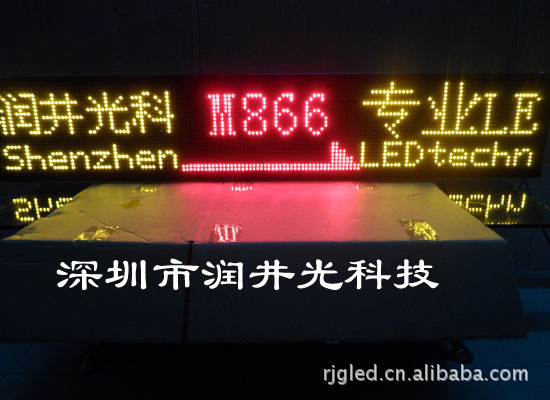 润井光科 M866 专业LE
Shenzhen LEDtechn
深圳市润井光科技
rjgled.cn.alibaba.com